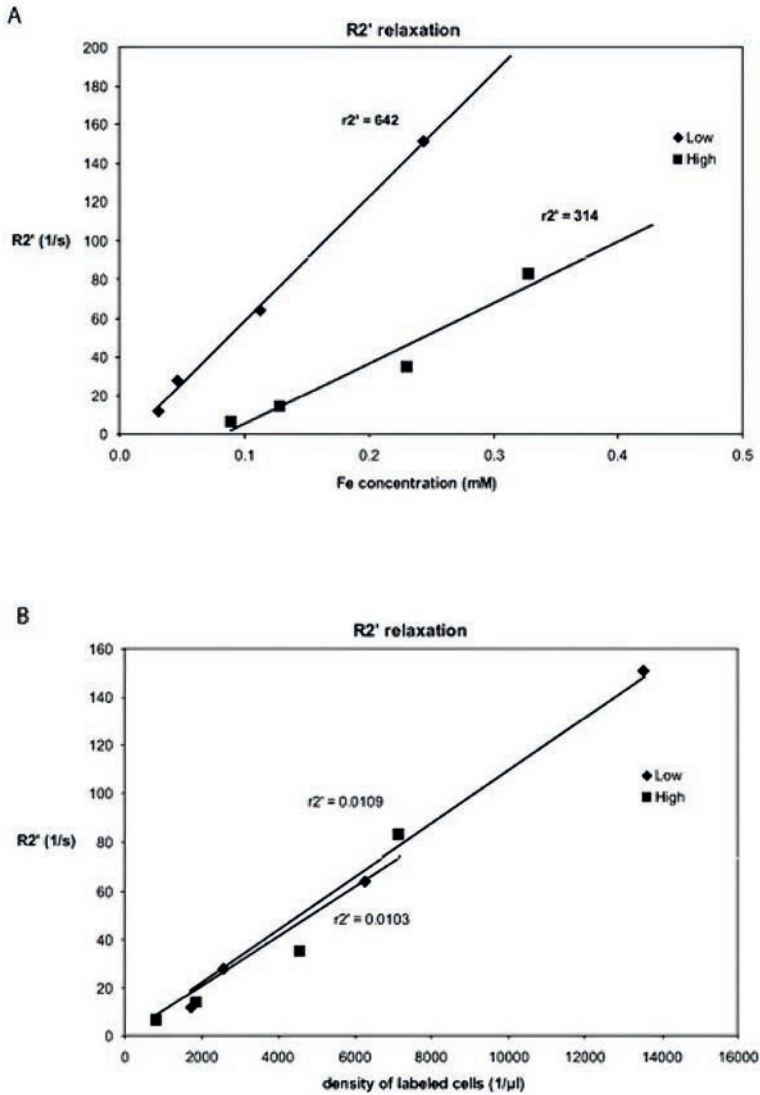 A
R2' relaxation
200
180
160
140
120
100
80
60
40
20
0
R2' (1/s)
r2' = 642
r2' = 314
Low
High
0.0 0.1 0.2 0.3 0.4 0.5
Fe concentration (mM)
B
R2' relaxation
160
140
120
100
80
60
40
20
0
R2' (1/s)
r2' = 0.0109
r2' = 0.0103
Low
High
0 2000 4000 6000 8000 10000 12000 14000 16000
density of labeled cells (1/µl)